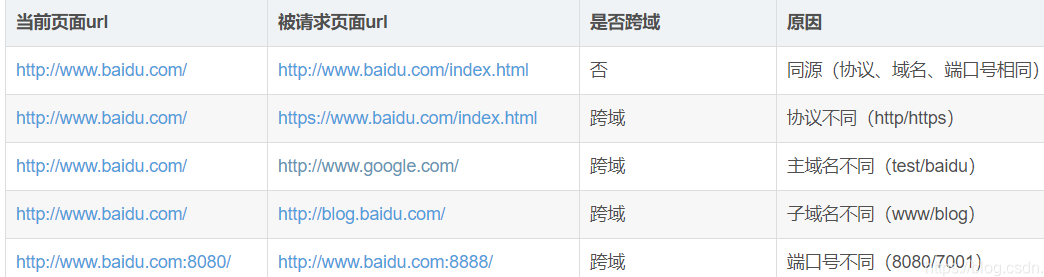 当前页面url 被请求页面url 是否跨域 原因
http://www.baidu.com/ http://www.baidu.com/index.html 否 同源（协议、域名、端口号相同）
http://www.baidu.com/ https://www.baidu.com/index.html 跨域 协议不同（http/https）
http://www.baidu.com/ http://www.google.com/ 跨域 主域名不同（test/baidu）
http://www.baidu.com/ http://blog.baidu.com/ 跨域 子域名不同（www/blog）
http://www.baidu.com:8080/ http://www.baidu.com:8888/ 跨域 端口号不同（8080/7001）